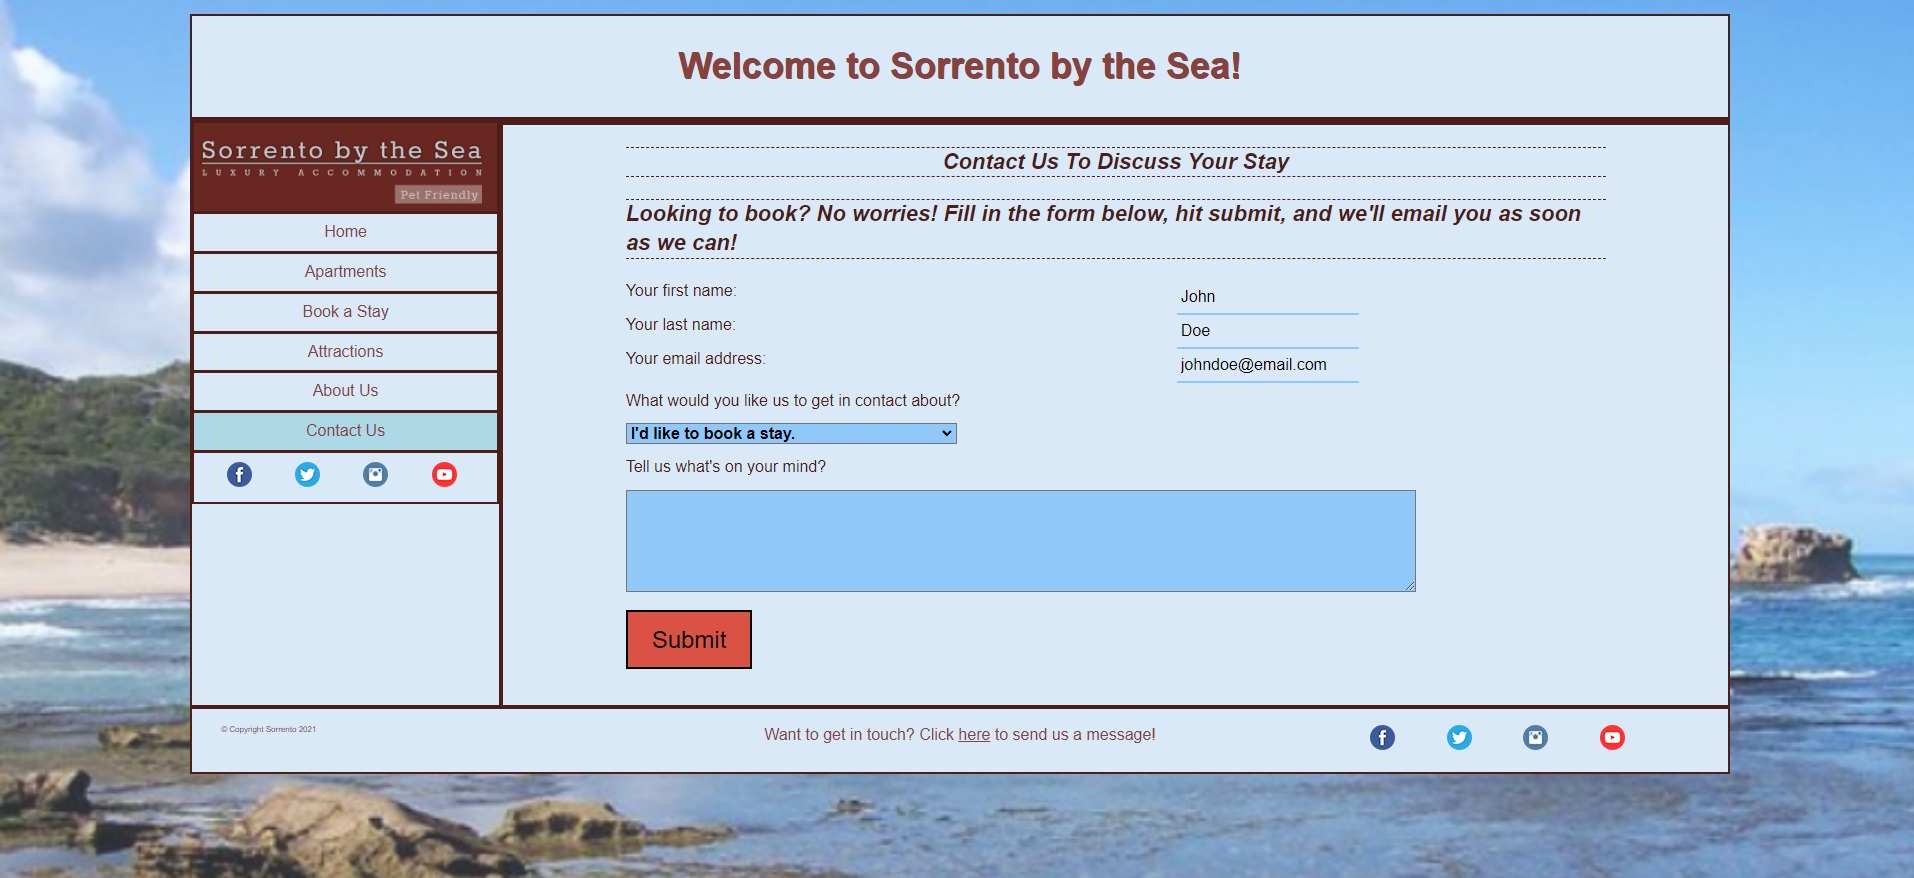 Welcome to Sorrento by the Sea!
Sorrento by the Sea
LUXURY ACCOMMODATION
Pet Friendly
Home
Apartments
Book a Stay
Attractions
About Us
Contact Us
Contact Us To Discuss Your Stay
Looking to book? No worries! Fill in the form below, hit submit, and we'll email you as soon
as we can!
Your first name:
John
Your last name:
Doe
Your email address:
johndoe@email.com
What would you like us to get in contact about?
I'd like to book a stay.
Tell us what's on your mind?
Submit
© Copyright Sorrento 2021
Want to get in touch? Click here to send us a message!